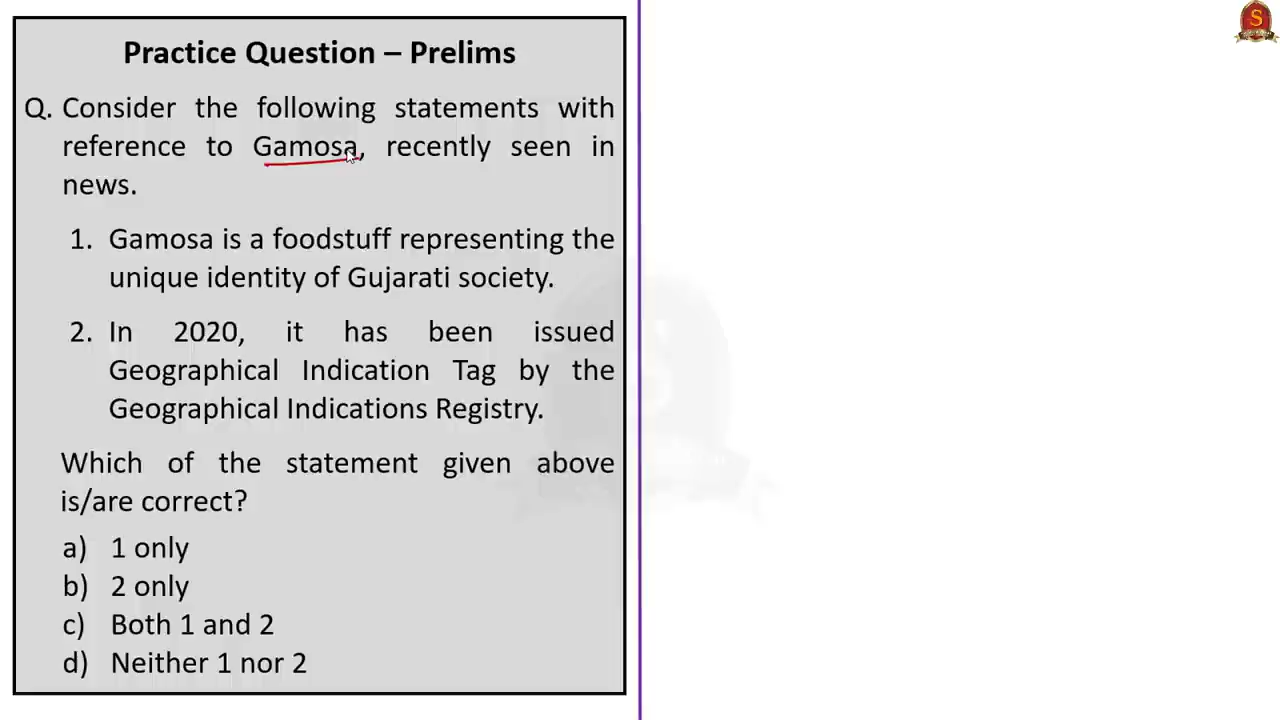 Practice Question – Prelims
Q. Consider the following statements with
reference to Gamosa, recently seen in
news.
1. Gamosa is a foodstuff representing the
unique identity of Gujarati society.
2. In 2020, it has been issued
Geographical Indication Tag by the
Geographical Indications Registry.
Which of the statement given above
is/are correct?
a) 1 only
b) 2 only
c) Both 1 and 2
d) Neither 1 nor 2
S